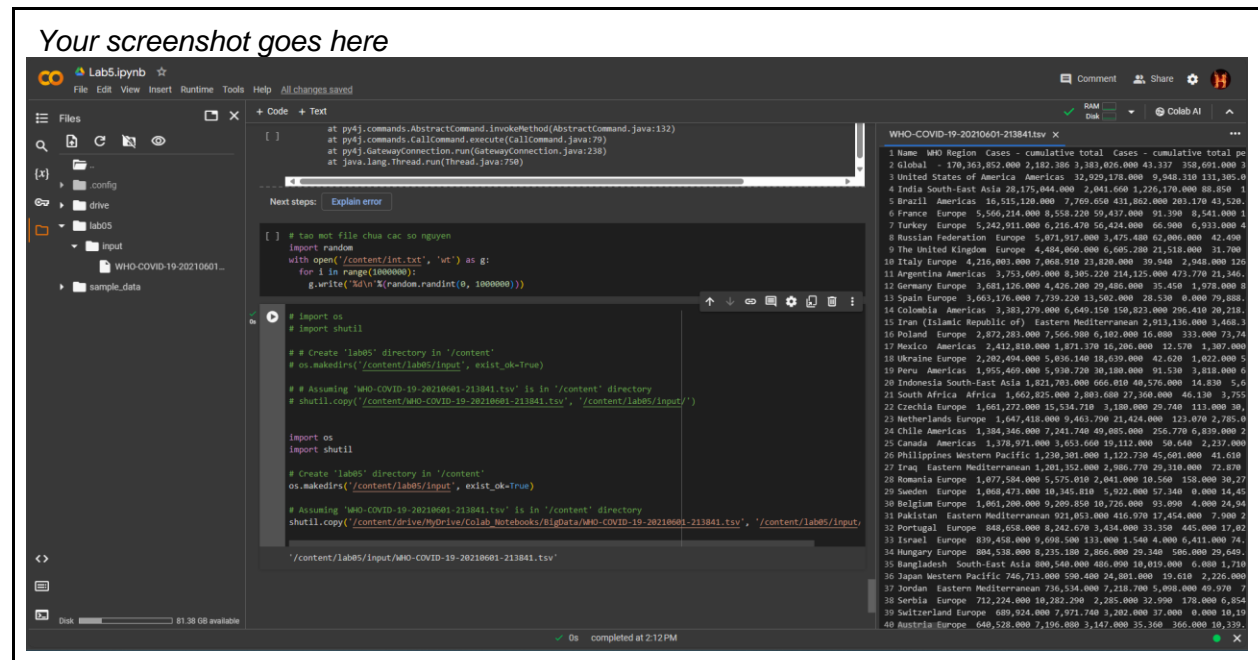 Your screenshot goes here
Lab5.ipynb
File Edit View Insert Runtime Tools Help All changes saved
Comment Share
Files
+ Code + Text
RAM
Disk
Colab AI
..
.config
drive
lab05
input
WHO-COVID-19-20210601...
sample_data
{x}
[ ]
at py4j.commands.AbstractCommand.invokeMethod(AbstractCommand.java:132)
at py4j.commands.CallCommand.execute(CallCommand.java:79)
at py4j.GatewayConnection.run(GatewayConnection.java:238)
at java.lang.Thread.run(Thread.java:750)
Next steps: Explain error
[ ] # tao mot file chua cac so nguyen
import random
with open('/content/int.txt', 'wt') as g:
for i in range(1000000):
g.write('%d\n'%(random.randint(0, 1000000)))
0s
# import os
# import shutil
# # Create 'lab05' directory in '/content'
# os.makedirs('/content/lab05/input', exist_ok=True)
# # Assuming 'WHO-COVID-19-20210601-213841.tsv' is in '/content' directory
# shutil.copy('/content/WHO-COVID-19-20210601-213841.tsv', '/content/lab05/input/')
import os
import shutil
# Create 'lab05' directory in '/content'
os.makedirs('/content/lab05/input', exist_ok=True)
# Assuming 'WHO-COVID-19-20210601-213841.tsv' is in '/content' directory
shutil.copy('/content/drive/MyDrive/Colab_Notebooks/BigData/WHO-COVID-19-20210601-213841.tsv', '/content/lab05/input/
'/content/lab05/input/WHO-COVID-19-20210601-213841.tsv'
WHO-COVID-19-20210601-213841.tsv
1 Name WHO Region Cases - cumulative total Cases - cumulative total pe
2 Global - 170,363,852.000 2,182.386 3,383,026.000 43.337 358,691.000 3
3 United States of America Americas 32,929,178.000 9,948.310 131,305.0
4 India South-East Asia 28,175,044.000 2,041.660 1,226,170.000 88.850 1
5 Brazil Americas 16,515,120.000 7,769.650 431,862.000 203.170 43,520.
6 France Europe 5,566,214.000 8,558.220 59,437.000 91.390 8,541.000 1
7 Turkey Europe 5,242,911.000 6,216.470 56,424.000 66.900 6,933.000 4
8 Russian Federation Europe 5,071,917.000 3,475.480 62,006.000 42.490
9 The United Kingdom Europe 4,484,060.000 6,605.280 21,518.000 31.700
10 Italy Europe 4,216,003.000 7,068.910 23,820.000 39.940 2,948.000 126
11 Argentina Americas 3,753,609.000 8,305.220 214,125.000 473.770 21,346.
12 Germany Europe 3,681,126.000 4,426.200 29,486.000 35.450 1,978.000 8
13 Spain Europe 3,663,176.000 7,739.220 13,502.000 28.530 0.000 79,888.
14 Colombia Americas 3,383,279.000 6,649.150 150,823.000 296.410 20,218.
15 Iran (Islamic Republic of) Eastern Mediterranean 2,913,136.000 3,468.3
16 Poland Europe 2,872,283.000 7,566.980 6,102.000 16.080 333.000 73,74
17 Mexico Americas 2,412,810.000 1,871.370 16,206.000 12.570 1,307.000
18 Ukraine Europe 2,202,494.000 5,036.140 18,639.000 42.620 1,022.000 5
19 Peru Americas 1,955,469.000 5,930.720 30,180.000 91.530 3,818.000 6
20 Indonesia South-East Asia 1,821,703.000 666.010 40,576.000 14.830 5,6
21 South Africa Africa 1,662,825.000 2,803.680 27,360.000 46.130 3,755
22 Czechia Europe 1,661,272.000 15,534.710 3,180.000 29.740 113.000 30,
23 Netherlands Europe 1,647,418.000 9,463.790 21,424.000 123.070 2,785.0
24 Chile Americas 1,384,346.000 7,241.740 49,085.000 256.770 6,839.000 2
25 Canada Americas 1,378,971.000 3,653.660 19,112.000 50.640 2,237.000
26 Philippines Western Pacific 1,230,301.000 1,122.730 45,601.000 41.610
27 Iraq Eastern Mediterranean 1,201,352.000 2,986.770 29,310.000 72.870
28 Romania Europe 1,077,584.000 5,575.010 2,041.000 10.560 158.000 30,27
29 Sweden Europe 1,068,473.000 10,345.810 5,922.000 57.340 0.000 14,45
30 Belgium Europe 1,061,200.000 9,209.850 10,726.000 93.090 4.000 24,94
31 Pakistan Eastern Mediterranean 921,053.000 416.970 17,454.000 7.900 2
32 Portugal Europe 848,658.000 8,242.670 3,434.000 33.350 445.000 17,02
33 Israel Europe 839,458.000 9,698.500 133.000 1.540 4.000 6,411.000 74.
34 Hungary Europe 804,538.000 8,235.180 2,866.000 29.340 506.000 29,649.
35 Bangladesh South-East Asia 800,540.000 486.090 10,019.000 6.080 1,710
36 Japan Western Pacific 746,713.000 590.400 24,801.000 19.610 2,226.000
37 Jordan Eastern Mediterranean 736,534.000 7,218.700 5,098.000 49.970 7
38 Serbia Europe 712,224.000 10,282.290 2,285.000 32.990 178.000 6,854
39 Switzerland Europe 689,924.000 7,971.740 3,202.000 37.000 0.000 10,19
40 Austria Europe 640,528.000 7,196.080 3,147.000 35.360 366.000 10,339.
Disk 81.38 GB available
0s completed at 2:12 PM